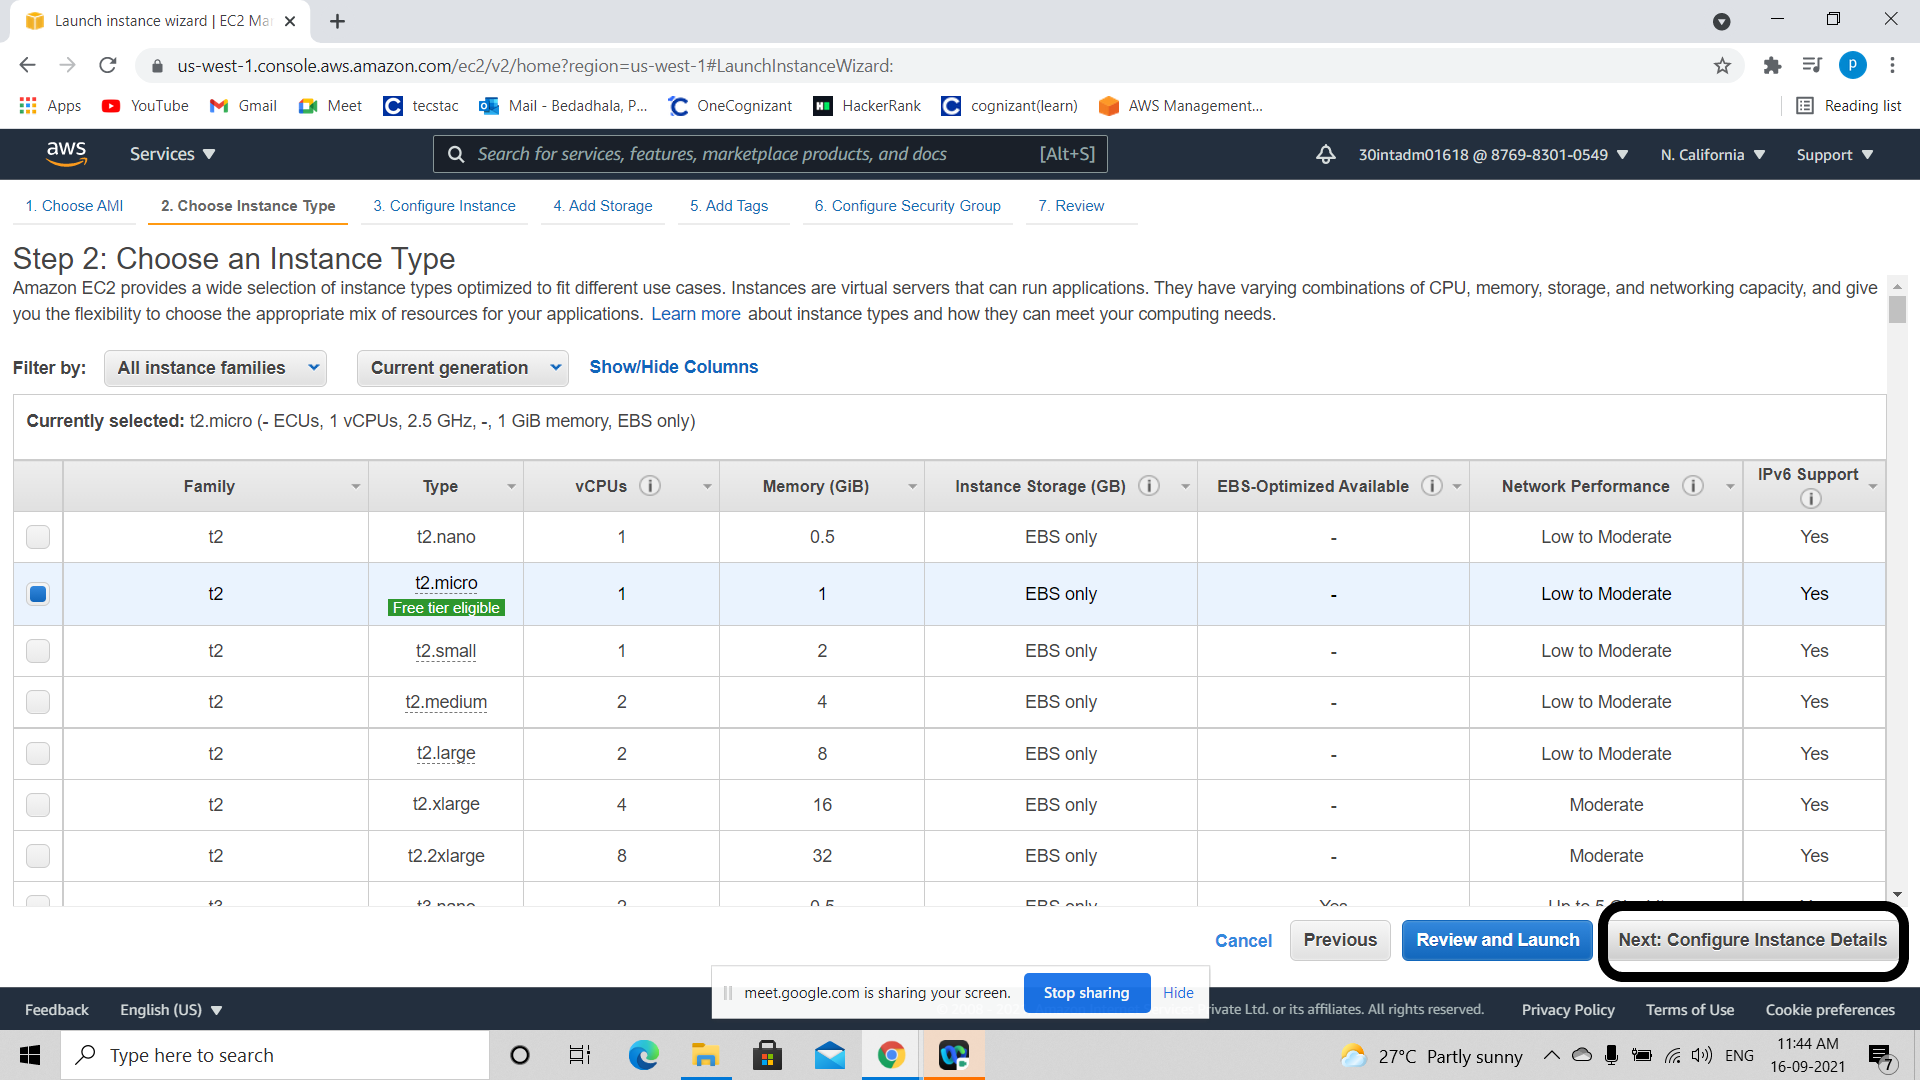 Launch instance wizard | EC2 Mar
us-west-1.console.aws.amazon.com/ec2/v2/home?region=us-west-1#LaunchInstanceWizard:
P
Apps YouTube Gmail Meet tecstac Mail - Bedadhala, P... OneCognizant HackerRank cognizant(learn) AWS Management... Reading list
aws Services Search for services, features, marketplace products, and docs [Alt+S] 30intadm01618 @ 8769-8301-0549 N. California Support
1. Choose AMI 2. Choose Instance Type 3. Configure Instance 4. Add Storage 5. Add Tags 6. Configure Security Group 7. Review
Step 2: Choose an Instance Type
Amazon EC2 provides a wide selection of instance types optimized to fit different use cases. Instances are virtual servers that can run applications. They have varying combinations of CPU, memory, storage, and networking capacity, and give
you the flexibility to choose the appropriate mix of resources for your applications. Learn more about instance types and how they can meet your computing needs.
Filter by: All instance families Current generation Show/Hide Columns
Currently selected: t2.micro (- ECUs, 1 vCPUs, 2.5 GHz, -, 1 GiB memory, EBS only)
Family Type vCPUs Memory (GiB) Instance Storage (GB) EBS-Optimized Available Network Performance IPv6 Support
t2 t2.nano 1 0.5 EBS only - Low to Moderate Yes
t2 t2.micro 1 1 EBS only - Low to Moderate Yes
Free tier eligible
t2 t2.small 1 2 EBS only - Low to Moderate Yes
t2 t2.medium 2 4 EBS only - Low to Moderate Yes
t2 t2.large 2 8 EBS only - Low to Moderate Yes
t2 t2.xlarge 4 16 EBS only - Moderate Yes
t2 t2.2xlarge 8 32 EBS only - Moderate Yes
t3 t3.nano 2 0.5 EBS only Yes Up to 5
Cancel Previous Review and Launch Next: Configure Instance Details
meet.google.com is sharing your screen. Stop sharing Hide
Feedback English (US) Private Ltd. or its affiliates. All rights reserved. Privacy Policy Terms of Use Cookie preferences
Type here to search 27°C Partly sunny ENG 11:44 AM
16-09-2021 7